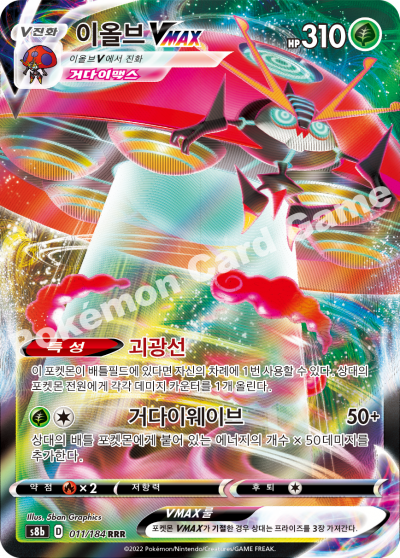 V진화
이올브 VMAX
HP 310
이올브V에서 진화
거다이맥스
Pokémon Card Game
특성 괴광선
이 포켓몬이 배틀필드에 있다면 자신의 차례에 1번 사용할 수 있다. 상대의
포켓몬 전원에게 각각 데미지 카운터를 1개 올린다.
거다이웨이브 50+
상대의 배틀 포켓몬에게 붙어 있는 에너지의 개수 × 50데미지를
추가한다.
약점 ×2 저항력 후퇴
Illus. 5ban Graphics
VMAX룰
s8b D 011/184 RRR
포켓몬 VMAX가 기절한 경우 상대는 프라이즈를 3장 가져간다.
©2022 Pokémon/Nintendo/Creatures/GAME FREAK.